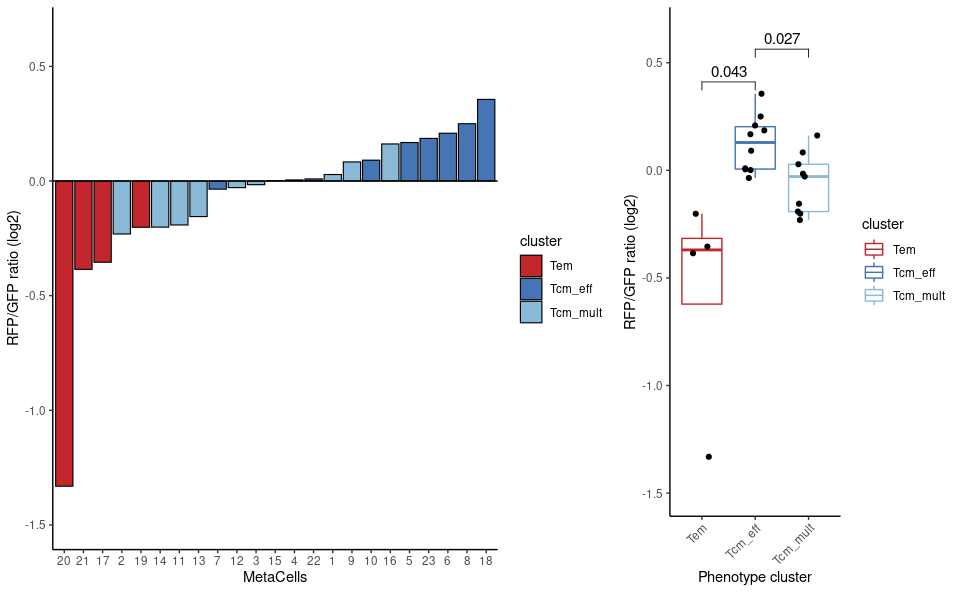 RFP/GFP ratio (log2)
0.5
0.0
-0.5
-1.0
-1.5
20 21 17 2 19 14 11 13 7 12 3 15 4 22 1 9 10 16 5 23 6 8 18
MetaCells
cluster
Tem
Tcm_eff
Tcm_mult
RFP/GFP ratio (log2)
0.5
0.0
-0.5
-1.0
-1.5
0.043
0.027
Tem
Tcm_eff
Tcm_mult
Phenotype cluster
cluster
Tem
Tcm_eff
Tcm_mult